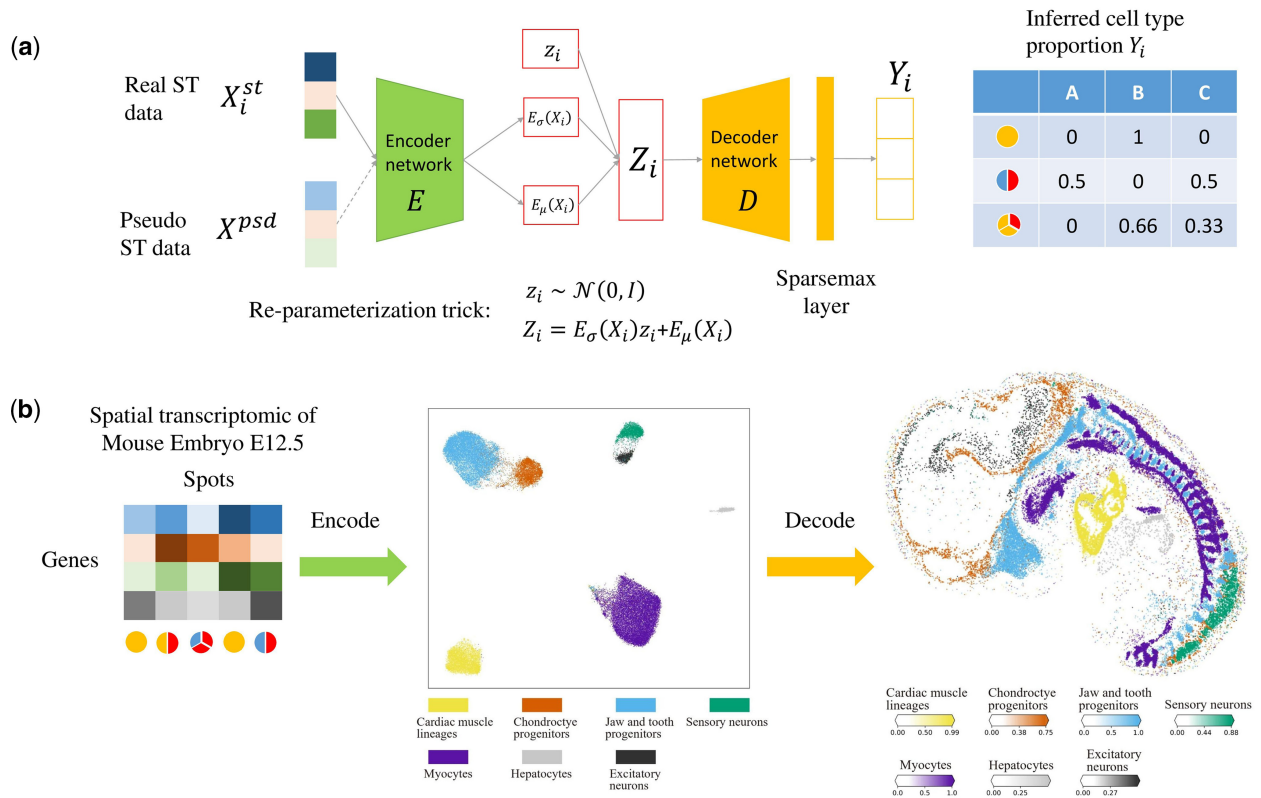 (a)
Real ST
data
X_i^{st}
Pseudo
ST data
X^{psd}
Encoder
network
E
z_i
E_σ(X_i)
E_μ(X_i)
Z_i
Decoder
network
D
Sparsemax
layer
Y_i
Inferred cell type
proportion Y_i
A B C
0 1 0
0.5 0 0.5
0 0.66 0.33
Re-parameterization trick:
z_i ~ 𝒩(0, I)
Z_i = E_σ(X_i)z_i+E_μ(X_i)
(b)
Spatial transcriptomic of
Mouse Embryo E12.5
Spots
Genes
Encode
Decode
Cardiac muscle
lineages
Chondroctye
progenitors
Jaw and tooth
progenitors
Sensory neurons
Myocytes
Hepatocytes
Excitatory
neurons
Cardiac muscle
lineages
0.00 0.50 0.99
Chondroctye
progenitors
0.00 0.38 0.75
Jaw and tooth
progenitors
0.0 0.5 1.0
Sensory neurons
0.00 0.44 0.88
Myocytes
0.0 0.5 1.0
Hepatocytes
0.00 0.25
Excitatory
neurons
0.00 0.27